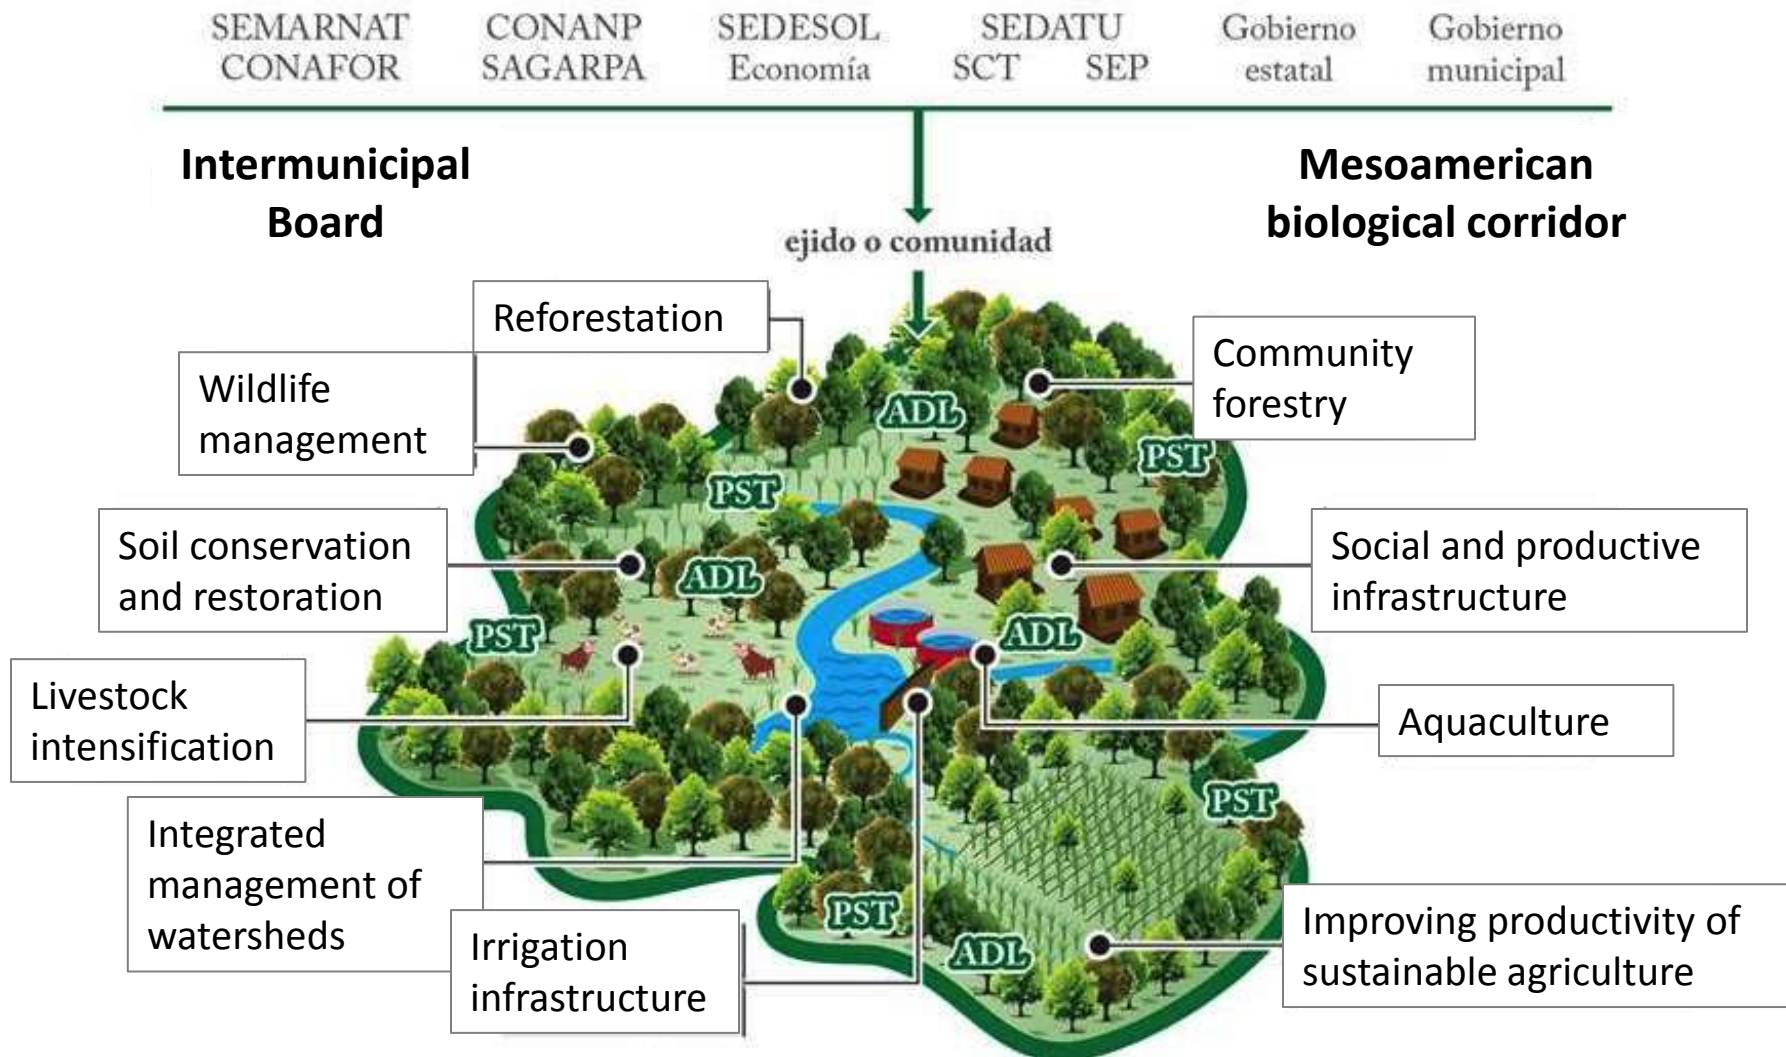 SEMARNAT CONANP SEDESOL SEDATU Gobierno Gobierno
CONAFOR SAGARPA Economía SCT SEP estatal municipal
Intermunicipal
Board
Mesoamerican
biological corridor
ejido o comunidad
Reforestation
Community
forestry
Wildlife
management
ADL
PST
PST
Soil conservation
and restoration
Social and productive
infrastructure
ADL
PST
ADL
Livestock
intensification
Aquaculture
PST
Integrated
management of
watersheds
PST
ADL
Irrigation
infrastructure
Improving productivity of
sustainable agriculture